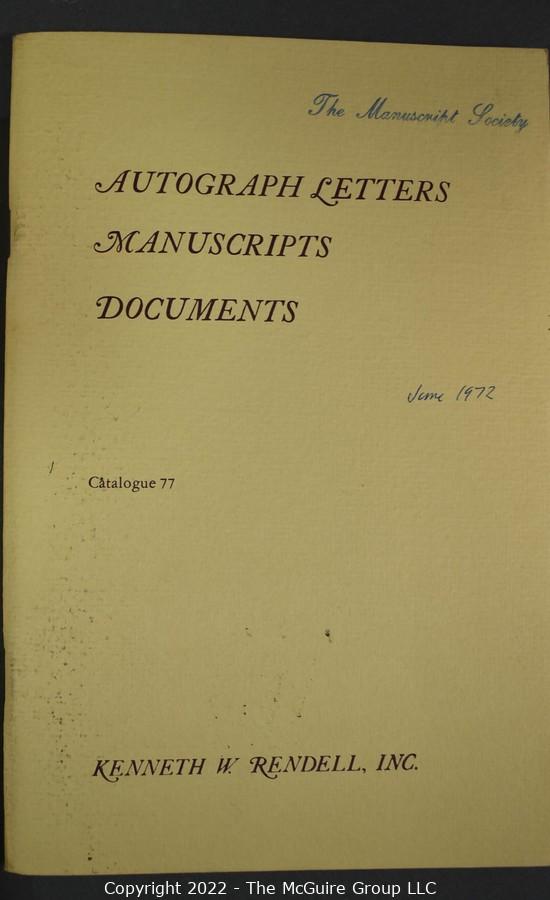 The Manuscript Society
AUTOGRAPH LETTERS
MANUSCRIPTS
DOCUMENTS
June 1972
Catalogue 77
KENNETH W. RENDELL, INC.
Copyright 2022 - The McGuire Group LLC